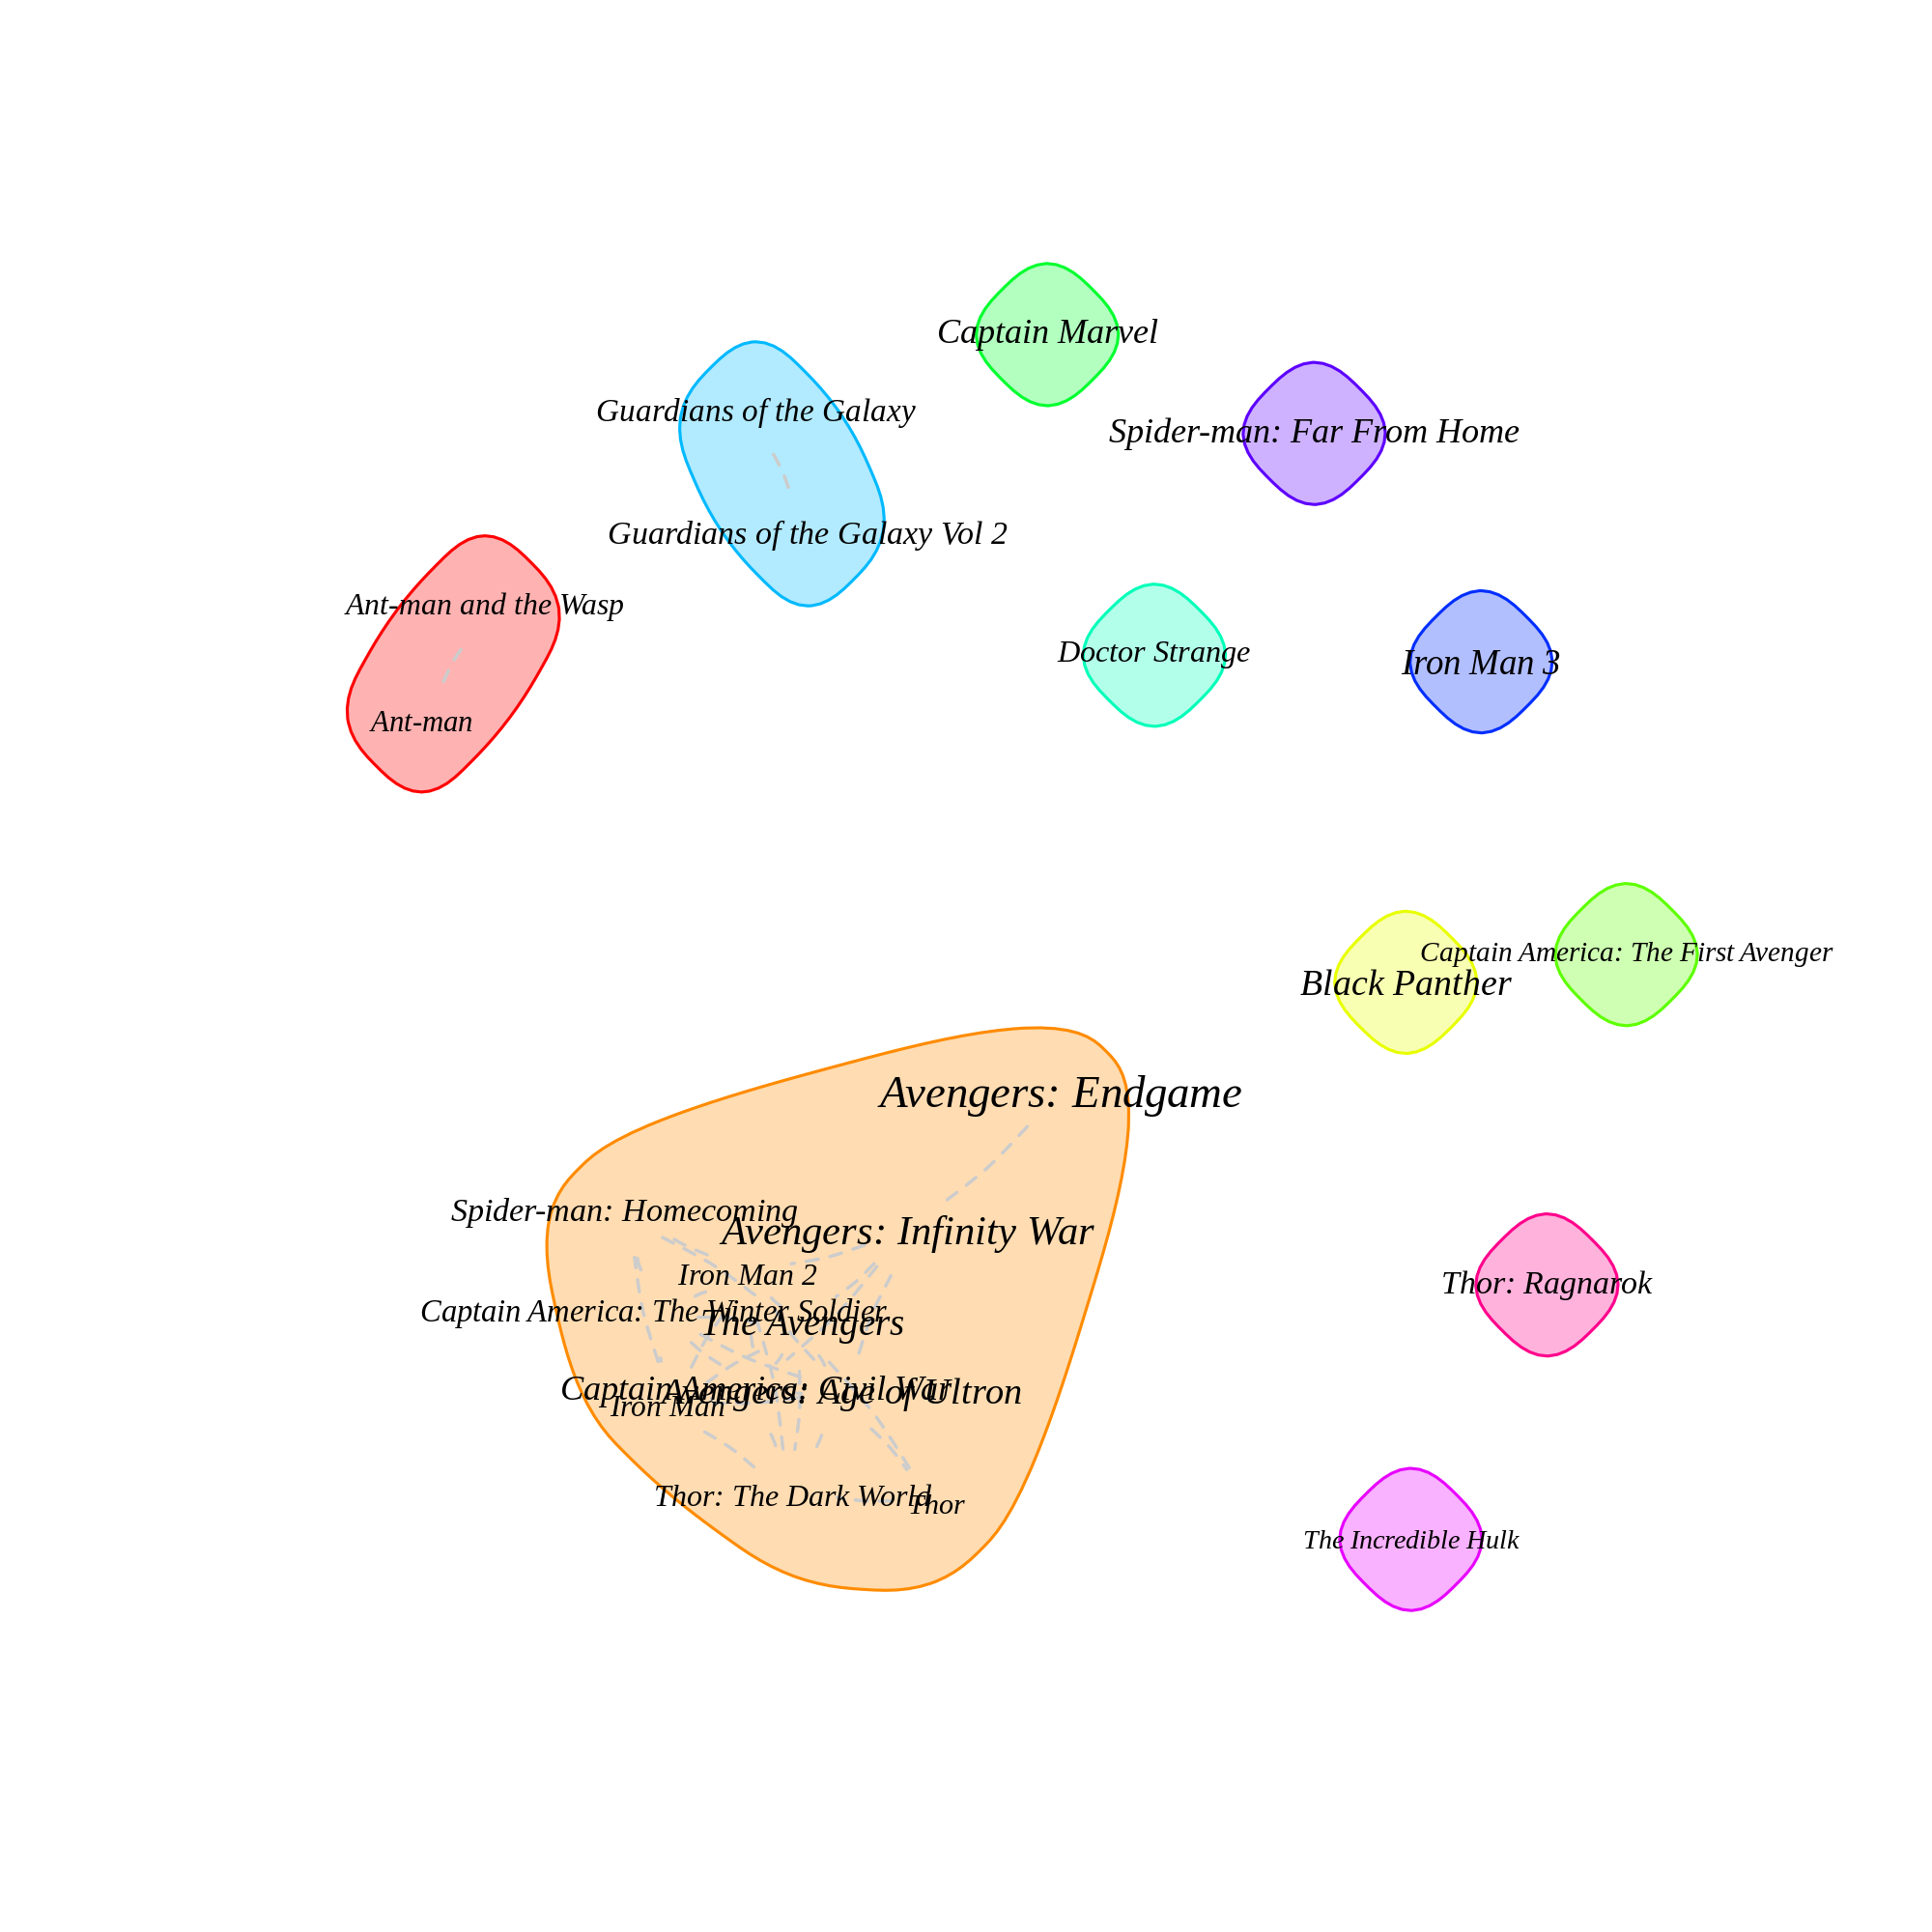 Captain Marvel
Guardians of the Galaxy
Spider-man: Far From Home
Guardians of the Galaxy Vol 2
Ant-man and the Wasp
Doctor Strange
Iron Man 3
Ant-man
Captain America: The First Avenger
Black Panther
Avengers: Endgame
Spider-man: Homecoming
Avengers: Infinity War
Iron Man 2
Thor: Ragnarok
Captain America: The Winter Soldier
The Avengers
Captain America: Civil War
Avengers: Age of Ultron
Iron Man
Thor: The Dark World
Thor
The Incredible Hulk